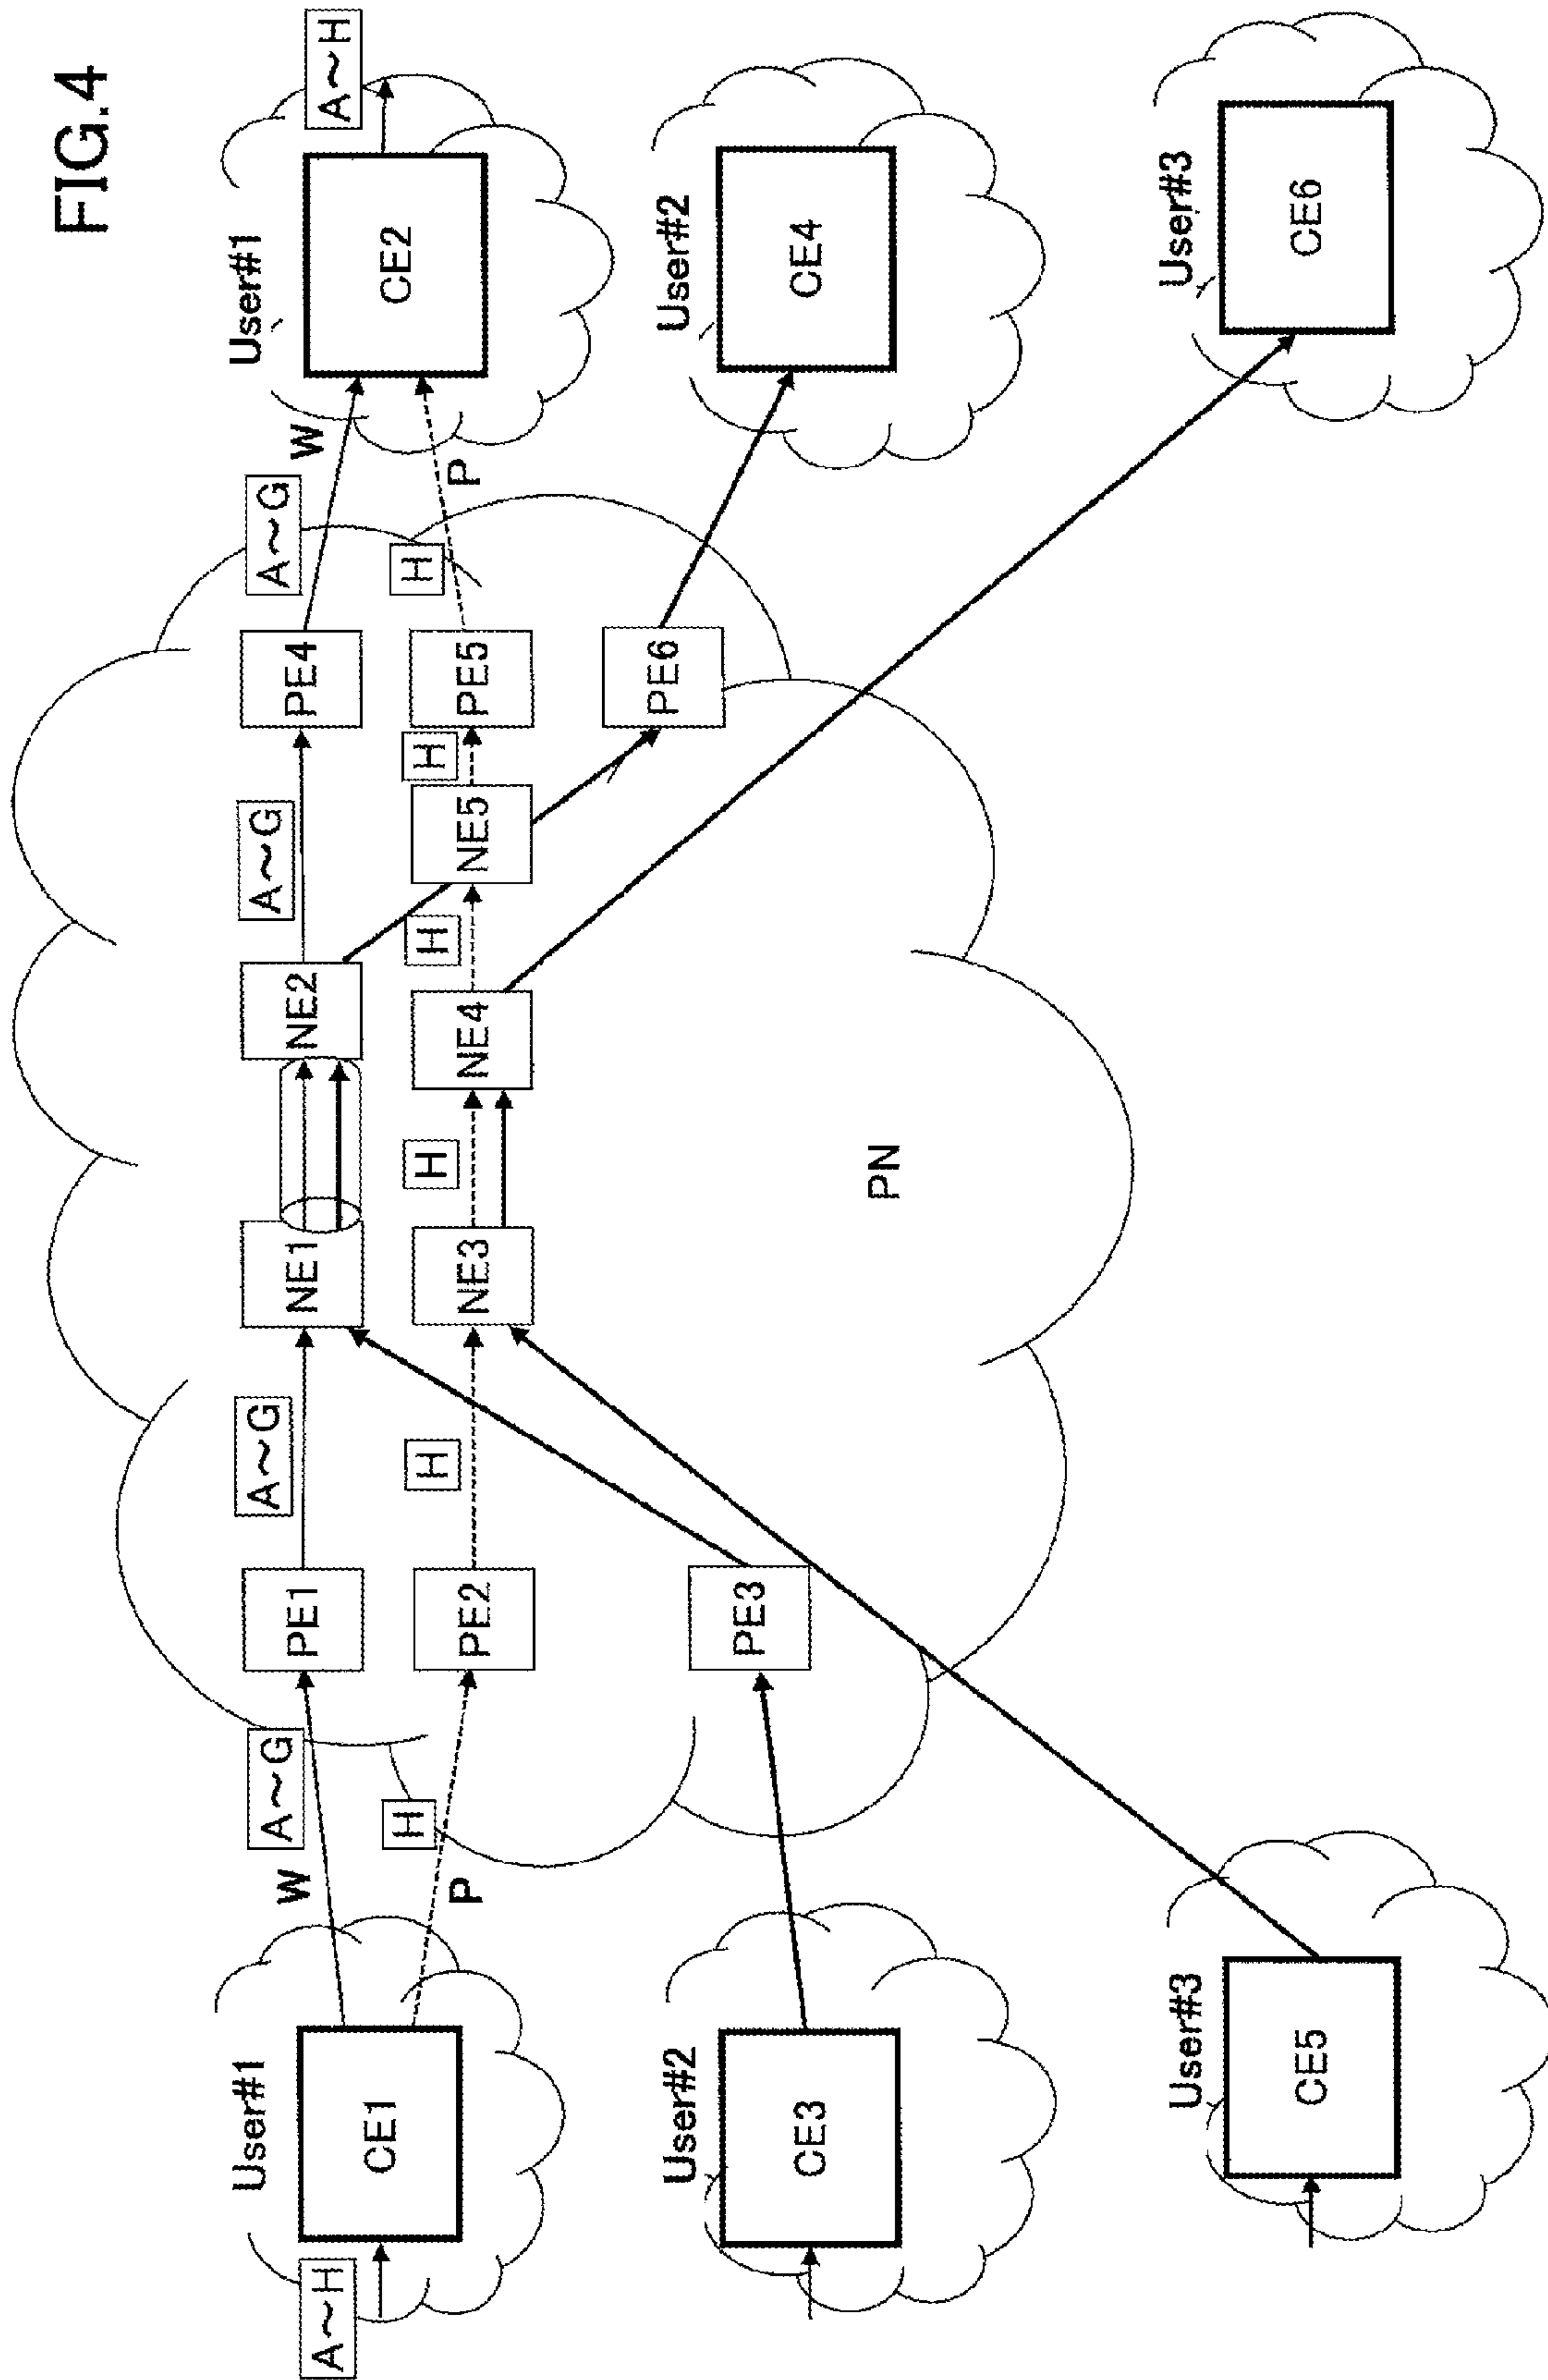 FIG.4
User#1
User#1
A~H
CE1
W
A~G
PE1
A~G
NE1
NE2
A~G
PE4
A~G
W
CE2
A~H
P
H
PE2
H
NE3
H
NE4
H
NE5
H
PE5
H
P
User#2
CE3
PE3
PE6
User#2
CE4
PN
User#3
CE5
User#3
CE6